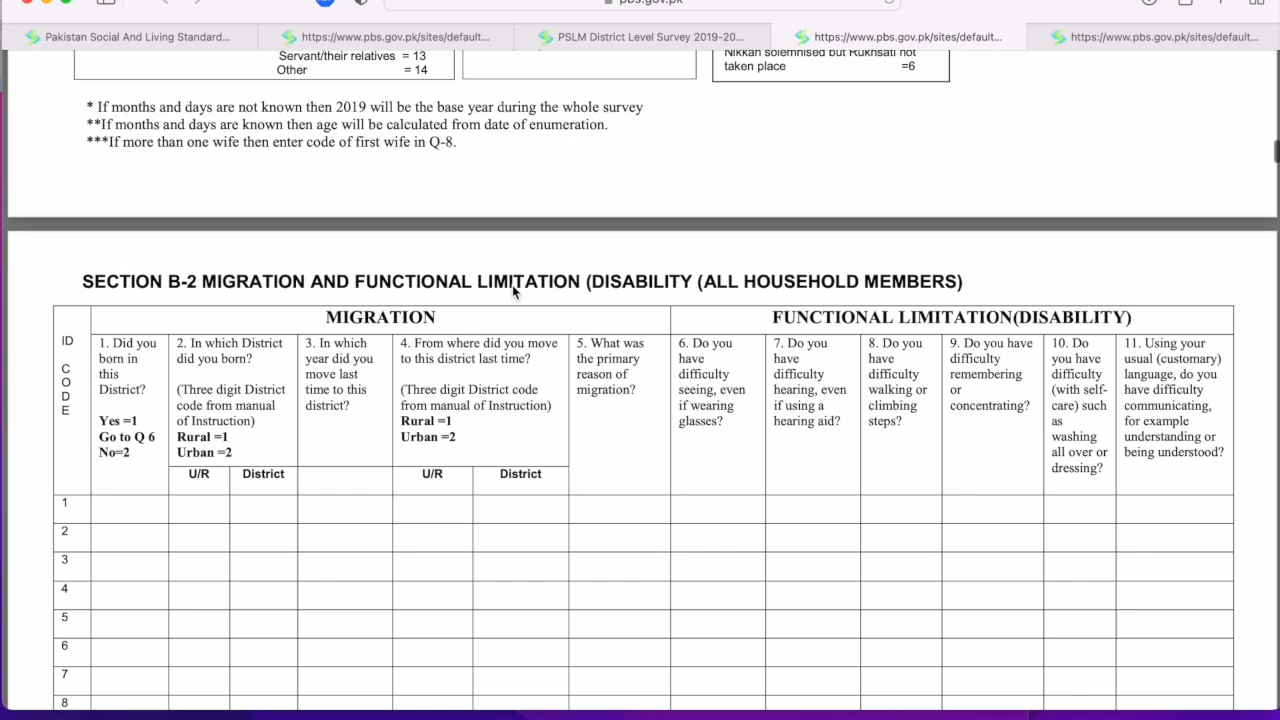 pbs.gov.pk
Pakistan Social And Living Standard...
https://www.pbs.gov.pk/sites/default...
PSLM District Level Survey 2019-20...
https://www.pbs.gov.pk/sites/default...
https://www.pbs.gov.pk/sites/default...
Servant/their relatives = 13
Other = 14
Nikkah solemnised but Rukhsati not
taken place =6
* If months and days are not known then 2019 will be the base year during the whole survey
**If months and days are known then age will be calculated from date of enumeration.
***If more than one wife then enter code of first wife in Q-8.
SECTION B-2 MIGRATION AND FUNCTIONAL LIMITATION (DISABILITY (ALL HOUSEHOLD MEMBERS)
ID
C
O
D
E
MIGRATION
FUNCTIONAL LIMITATION(DISABILITY)
1. Did you
born in
this
District?
Yes =1
Go to Q 6
No=2
2. In which District
did you born?
(Three digit District
code from manual
of Instruction)
Rural =1
Urban =2
U/R
District
3. In which
year did you
move last
time to this
district?
4. From where did you move
to this district last time?
(Three digit District code
from manual of Instruction)
Rural =1
Urban =2
U/R
District
5. What was
the primary
reason of
migration?
6. Do you
have
difficulty
seeing, even
if wearing
glasses?
7. Do you
have
difficulty
hearing, even
if using a
hearing aid?
8. Do you
have
difficulty
walking or
climbing
steps?
9. Do you have
difficulty
remembering
or
concentrating?
10. Do
you have
difficulty
(with self-
care) such
as
washing
all over or
dressing?
11. Using your
usual (customary)
language, do you
have difficulty
communicating,
for example
understanding or
being understood?
1
2
3
4
5
6
7
8